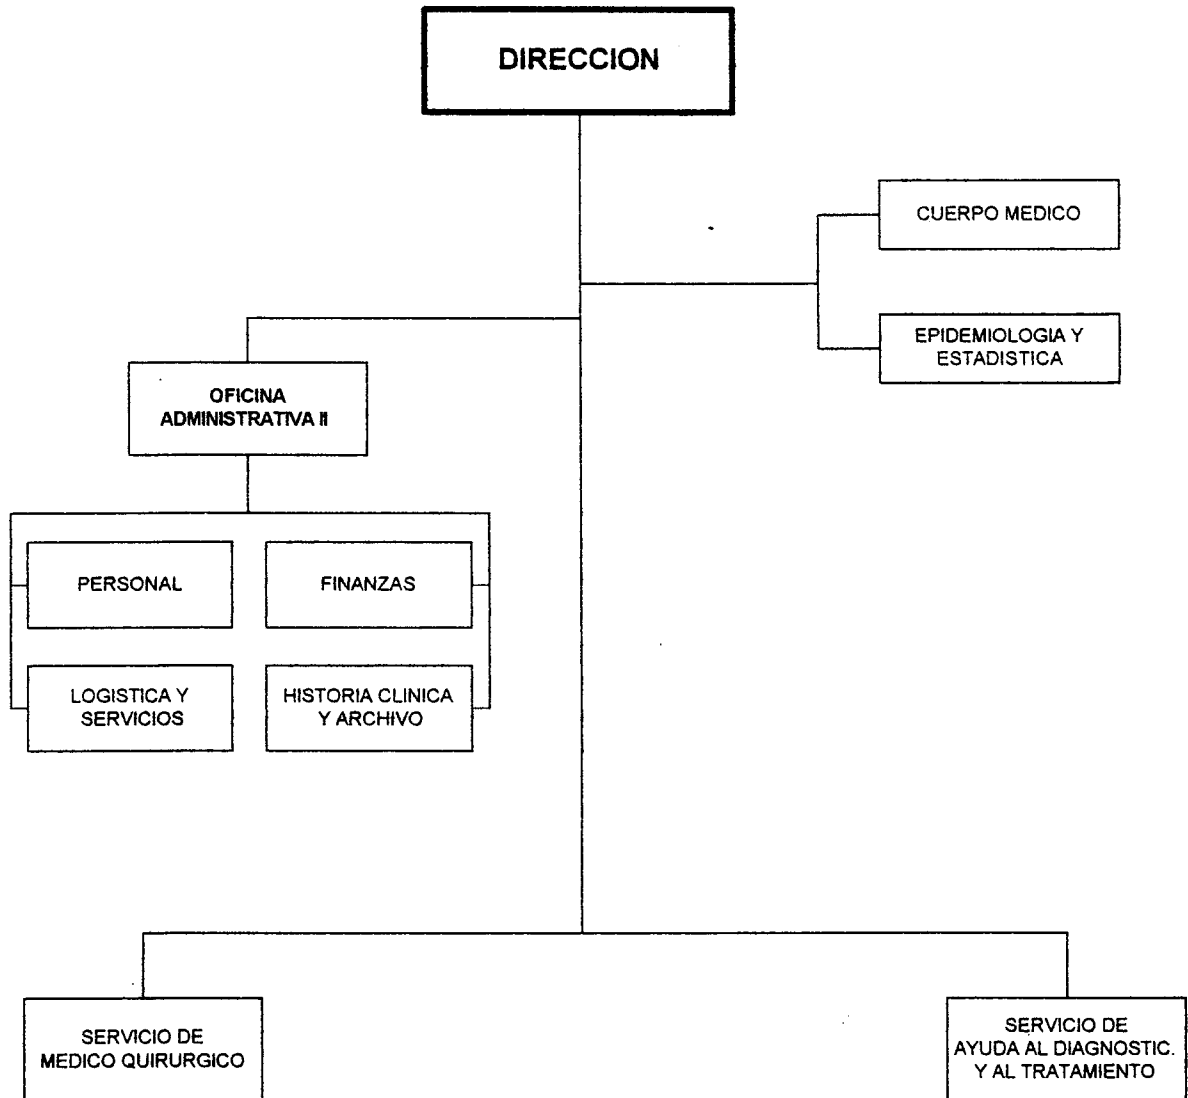 DIRECCION
CUERPO MEDICO
EPIDEMIOLOGIA Y
ESTADISTICA
OFICINA
ADMINISTRATIVA II
PERSONAL
FINANZAS
LOGISTICA Y
SERVICIOS
HISTORIA CLINICA
Y ARCHIVO
SERVICIO DE
MEDICO QUIRURGICO
SERVICIO DE
AYUDA AL DIAGNOSTIC.
Y AL TRATAMIENTO